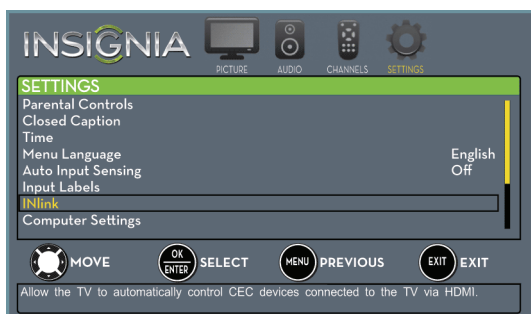 INSIGNIA
PICTURE AUDIO CHANNELS SETTINGS
SETTINGS
Parental Controls
Closed Caption
Time
Menu Language English
Auto Input Sensing Off
Input Labels
INlink
Computer Settings
MOVE OK ENTER SELECT MENU PREVIOUS EXIT EXIT
Allow the TV to automatically control CEC devices connected to the TV via HDMI.